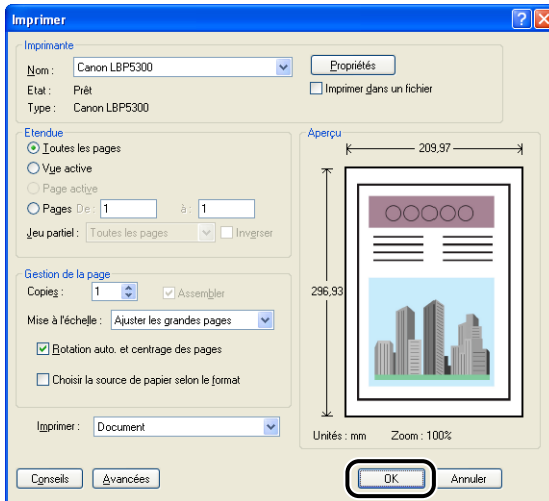 Imprimer
Imprimante
Nom : Canon LBP5300 Propriétés
Etat : Prêt Imprimer dans un fichier
Type : Canon LBP5300
Etendue
Toutes les pages
Vue active
Page active
Pages De : 1 à : 1
Jeu partiel : Toutes les pages Inverser
Gestion de la page
Copies : 1 Assembler
Mise à l'échelle : Ajuster les grandes pages
Rotation auto. et centrage des pages
Choisir la source de papier selon le format
Imprimer : Document
Aperçu
209,97
296,93
Unités : mm Zoom : 100%
Conseils Avancées OK Annuler